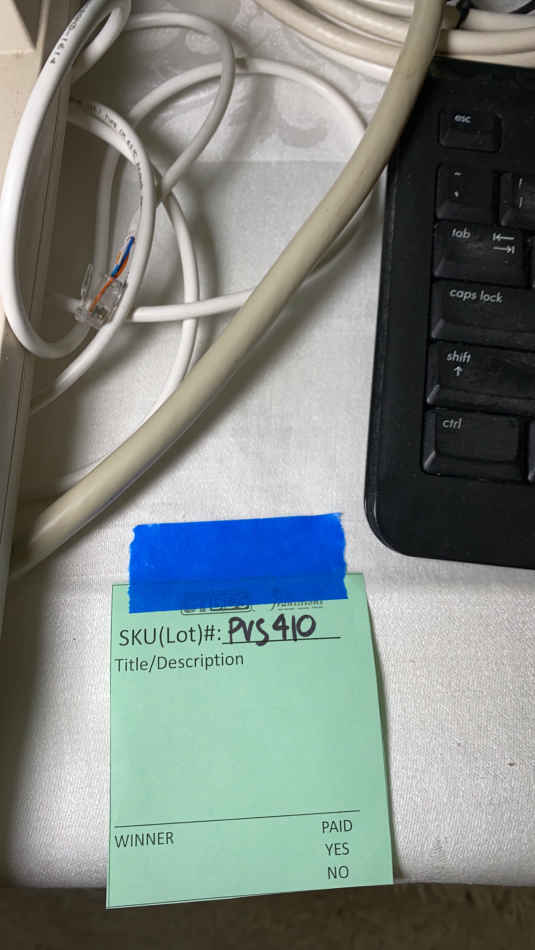 esc
tab
caps lock
shift
ctrl
SKU(Lot)#: PVS410
Title/Description
WINNER
PAID
YES
NO